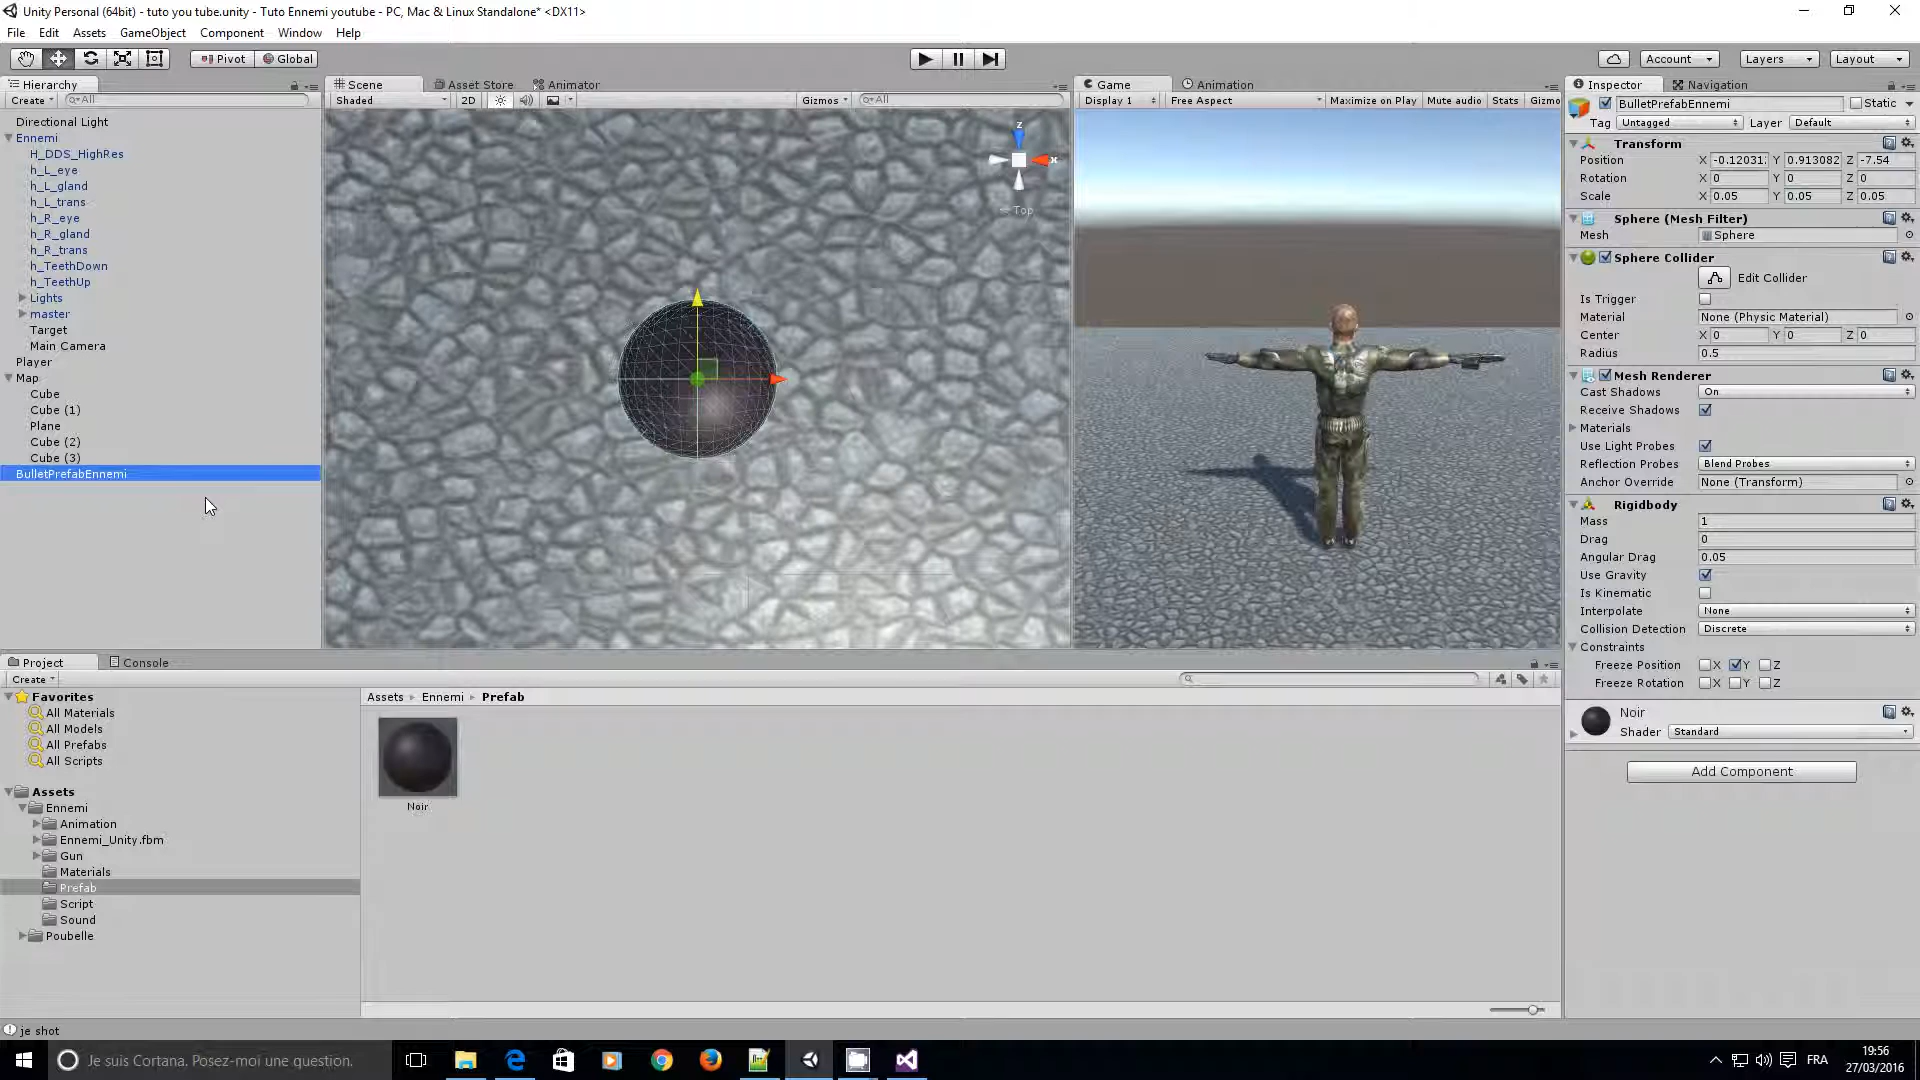 Unity Personal (64bit) - tuto you tube.unity - Tuto Ennemi youtube - PC, Mac & Linux Standalone* <DX11>
File Edit Assets GameObject Component Window Help
Pivot Global Account Layers Layout
Hierarchy
Create All
Directional Light
Ennemi
H_DDS_HighRes
h_L_eye
h_L_gland
h_L_trans
h_R_eye
h_R_gland
h_R_trans
h_TeethDown
h_TeethUp
Lights
master
Target
Main Camera
Player
Map
Cube
Cube (1)
Plane
Cube (2)
Cube (3)
BulletPrefabEnnemi
Scene Asset Store Animator
Shaded 2D Gizmos All
z
x
Top
Game Animation
Display 1 Free Aspect Maximize on Play Mute audio Stats Gizmo
Inspector Navigation
BulletPrefabEnnemi Static
Tag Untagged Layer Default
Transform
Position X -0.12031 Y 0.913082 Z -7.54
Rotation X 0 Y 0 Z 0
Scale X 0.05 Y 0.05 Z 0.05
Sphere (Mesh Filter)
Mesh Sphere
Sphere Collider
Edit Collider
Is Trigger
Material None (Physic Material)
Center X 0 Y 0 Z 0
Radius 0.5
Mesh Renderer
Cast Shadows On
Receive Shadows
Materials
Use Light Probes
Reflection Probes Blend Probes
Anchor Override None (Transform)
Rigidbody
Mass 1
Drag 0
Angular Drag 0.05
Use Gravity
Is Kinematic
Interpolate None
Collision Detection Discrete
Constraints
Freeze Position X Y Z
Freeze Rotation X Y Z
Noir
Shader Standard
Add Component
Project Console
Create
Favorites
All Materials
All Models
All Prefabs
All Scripts
Assets
Ennemi
Animation
Ennemi_Unity.fbm
Gun
Materials
Prefab
Script
Sound
Poubelle
Assets Ennemi Prefab
Noir
je shot
Je suis Cortana. Posez-moi une question.
FRA
19:56
27/03/2016